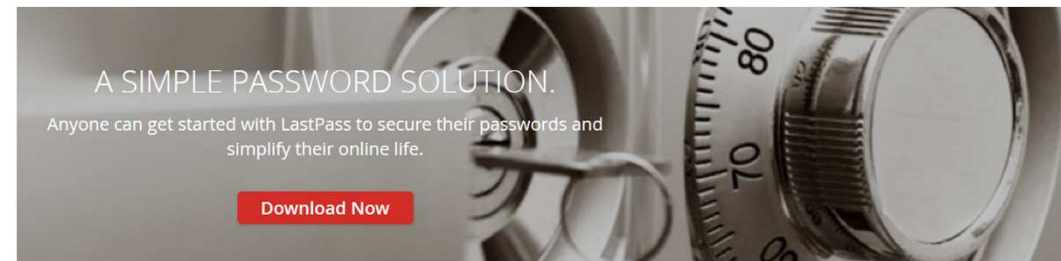 A SIMPLE PASSWORD SOLUTION.
Anyone can get started with LastPass to secure their passwords and
simplify their online life.
Download Now
80
70